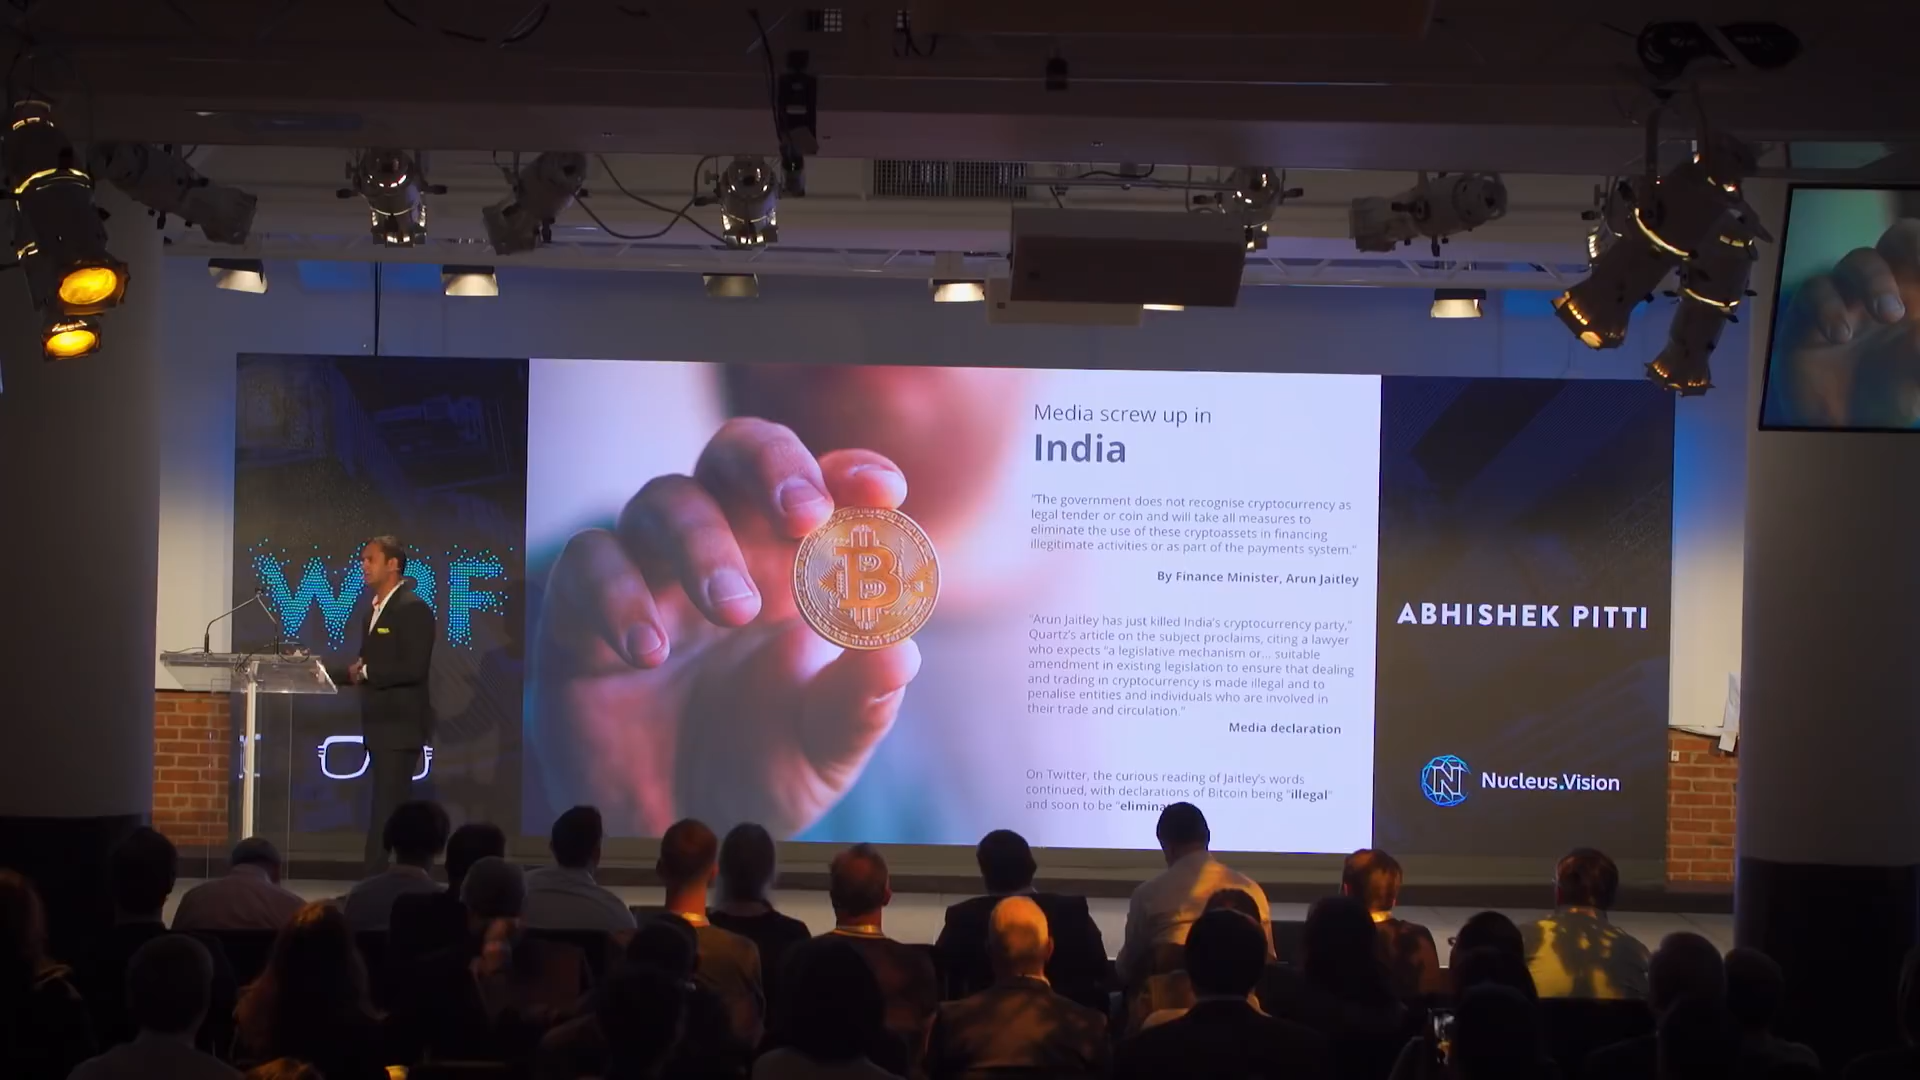 Media screw up in
India
"The government does not recognise cryptocurrency as
legal tender or coin and will take all measures to
eliminate the use of these cryptoassets in financing
illegitimate activities or as part of the payments system."
By Finance Minister, Arun Jaitley
"Arun Jaitley has just killed India's cryptocurrency party,"
Quartz's article on the subject proclaims, citing a lawyer
who expects "a legislative mechanism or... suitable
amendment in existing legislation to ensure that dealing
and trading in cryptocurrency is made illegal and to
penalise entities and individuals who are involved in
their trade and circulation."
Media declaration
On Twitter, the curious reading of Jaitley's words
continued, with declarations of Bitcoin being "illegal"
and soon to be "elimina
ABHISHEK PITTI
Nucleus.Vision